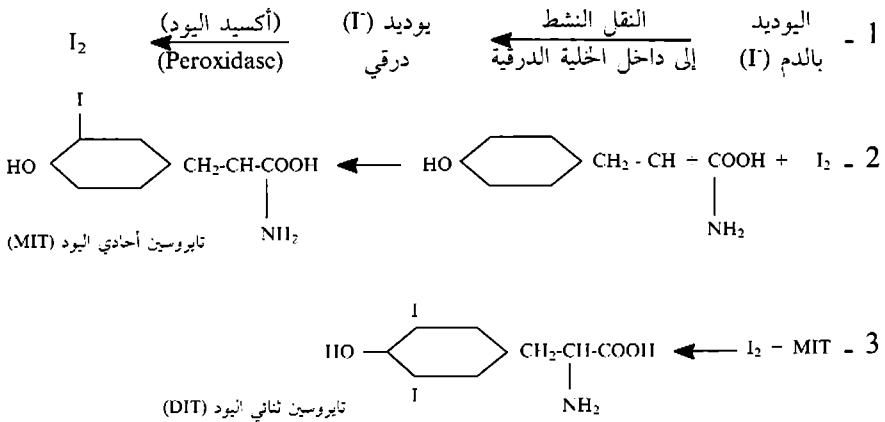 1 - اليوديد بالدم (I⁻) النقل النشط إلى داخل الخلية الدرقية يوديد (I⁻) درقي (أكسيد اليود) (Peroxidase) I₂
2 - I₂ + COOH + CH - CH₂ HO
NH₂
I
HO CH₂-CH-COOH
NH₂
تايروسين أحادي اليود (MIT)
3 - I₂ - MIT
I
HO CH₂-CH-COOH
I
NH₂
تايروسين ثنائي اليود (DIT)